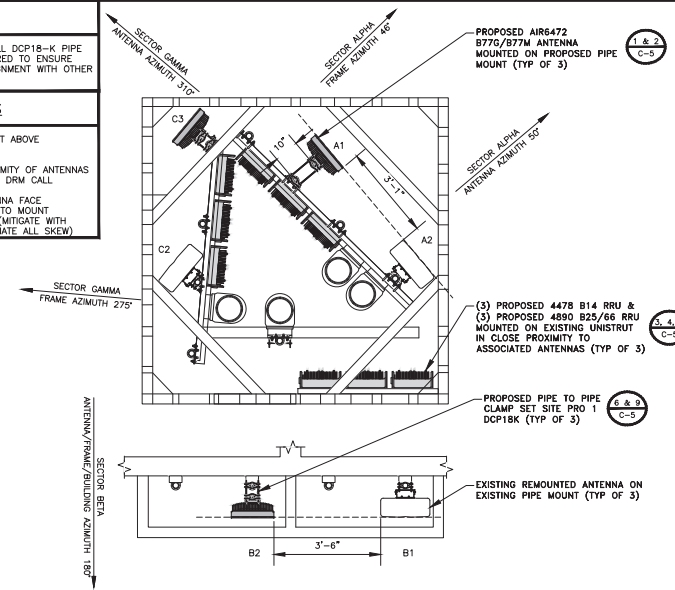 L DCP18-K PIPE
RED TO ENSURE
GNMENT WITH OTHER
T ABOVE
MITY OF ANTENNAS
DRM CALL
NNA FACE
TO MOUNT
(MITIGATE WITH
ATE ALL SKEW)
SECTOR GAMMA
ANTENNA AZIMUTH 310°
SECTOR ALPHA
FRAME AZIMUTH 46°
PROPOSED AIR6472
B77G/B77M ANTENNA
MOUNTED ON PROPOSED PIPE
MOUNT (TYP OF 3)
1 & 2
C-5
C3
10"
A1
3'-1"
SECTOR ALPHA
ANTENNA AZIMUTH 50°
A2
C2
SECTOR GAMMA
FRAME AZIMUTH 275°
(3) PROPOSED 4478 B14 RRU &
(3) PROPOSED 4890 B25/66 RRU
MOUNTED ON EXISTING UNISTRUT
IN CLOSE PROXIMITY TO
ASSOCIATED ANTENNAS (TYP OF 3)
3, 4,
C-5
PROPOSED PIPE TO PIPE
CLAMP SET SITE PRO 1
DCP18K (TYP OF 3)
6 & 9
C-5
SECTOR BETA
ANTENNA/FRAME/BUILDING AZIMUTH 180°
EXISTING REMOUNTED ANTENNA ON
EXISTING PIPE MOUNT (TYP OF 3)
B2
3'-6"
B1